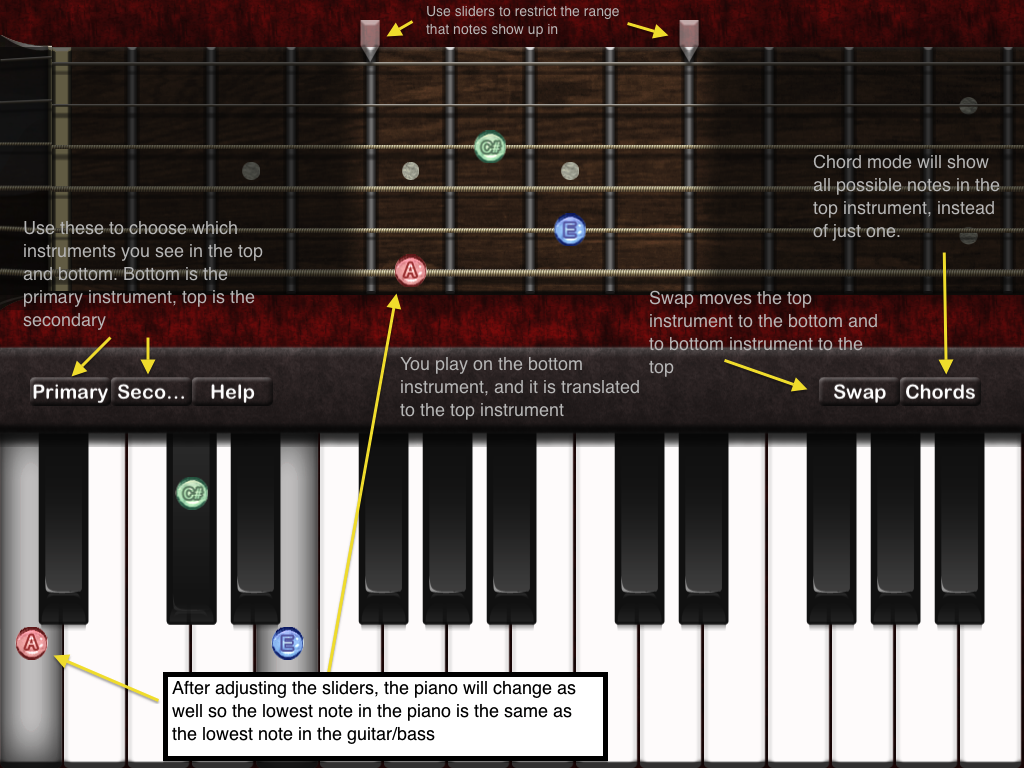 Use sliders to restrict the range
that notes show up in
C#
Chord mode will show
all possible notes in the
top instrument, instead
of just one.
Use these to choose which
instruments you see in the top
and bottom. Bottom is the
primary instrument, top is the
secondary
E
A
Swap moves the top
instrument to the bottom and
to bottom instrument to the
top
You play on the bottom
instrument, and it is translated
to the top instrument
Primary Seco... Help
Swap Chords
C#
A
E
After adjusting the sliders, the piano will change as
well so the lowest note in the piano is the same as
the lowest note in the guitar/bass